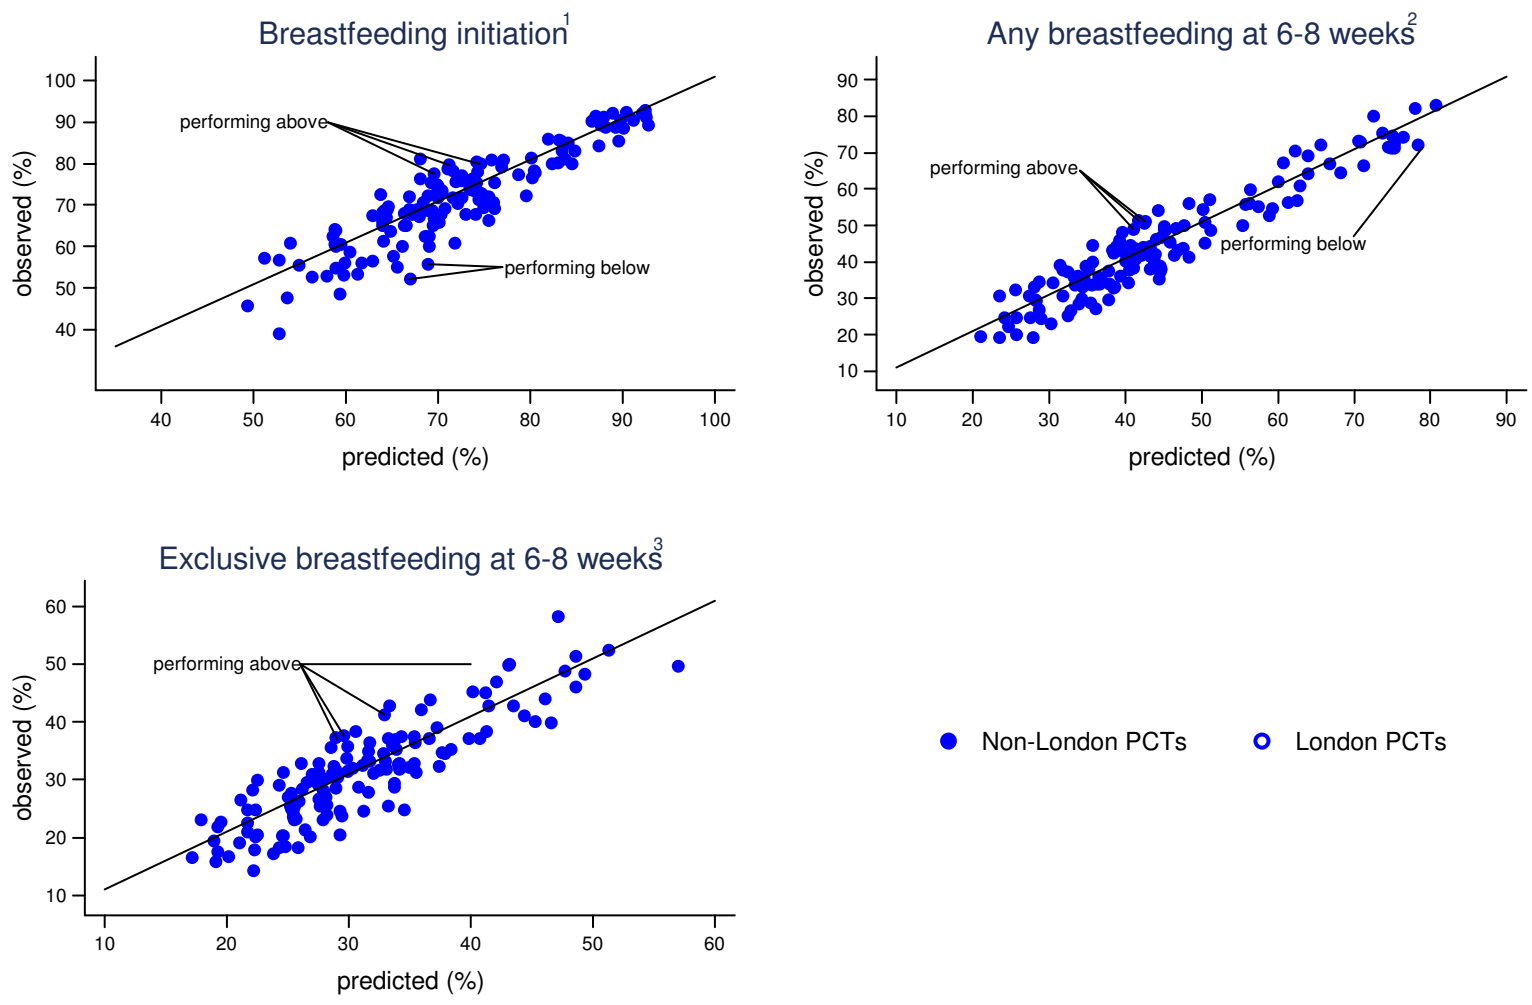 Breastfeeding initiation1
100
90
80
70
60
50
40
observed (%)
performing above
performing below
40 50 60 70 80 90 100
predicted (%)
Any breastfeeding at 6-8 weeks2
90
80
70
60
50
40
30
20
10
observed (%)
performing above
performing below
10 20 30 40 50 60 70 80 90
predicted (%)
Exclusive breastfeeding at 6-8 weeks3
60
50
40
30
20
10
observed (%)
performing above
10 20 30 40 50 60
predicted (%)
Non-London PCTs London PCTs